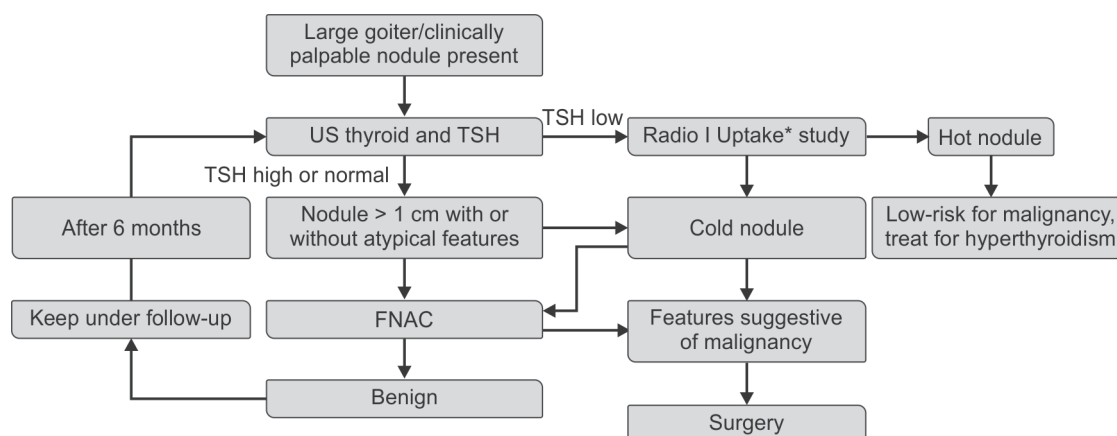 Large goiter/clinically
palpable nodule present
US thyroid and TSH
TSH low
Radio I Uptake* study
Hot nodule
TSH high or normal
After 6 months
Nodule > 1 cm with or
without atypical features
Cold nodule
Low-risk for malignancy,
treat for hyperthyroidism
Keep under follow-up
FNAC
Features suggestive
of malignancy
Benign
Surgery